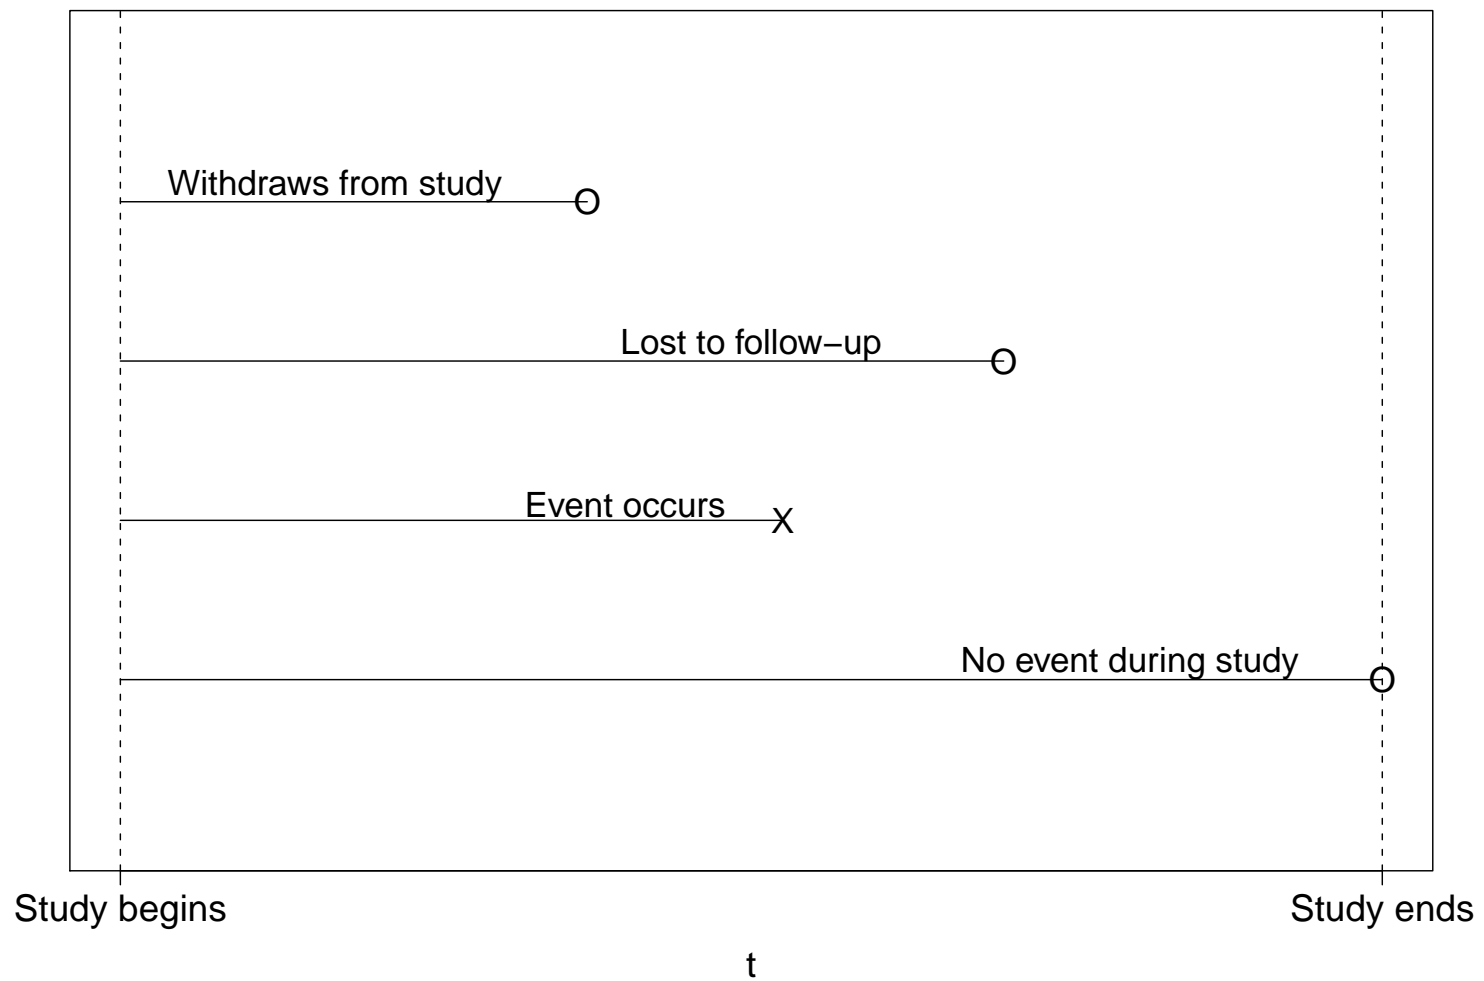 Withdraws from study
O
Lost to follow−up
O
Event occurs
X
No event during study
O
Study begins
Study ends
t